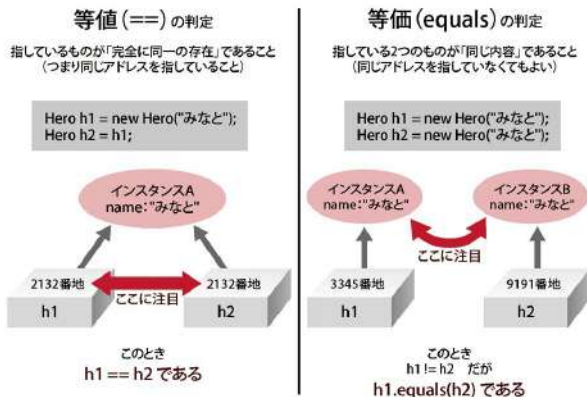 等値(==)の判定
指しているものが「完全に同一の存在」であること
(つまり同じアドレスを指していること)
Hero h1 = new Hero("みなと");
Hero h2 = h1;
インスタンスA
name:"みなと"
2132番地
ここに注目
2132番地
h1
h2
このとき
h1 == h2 である
等価(equals)の判定
指している2つのものが「同じ内容」であること
(同じアドレスを指していなくてもよい)
Hero h1 = new Hero("みなと");
Hero h2 = new Hero("みなと");
インスタンスA
name:"みなと"
インスタンスB
name:"みなと"
ここに注目
3345番地
9191番地
h1
h2
このとき
h1 != h2 だが
h1.equals(h2) である